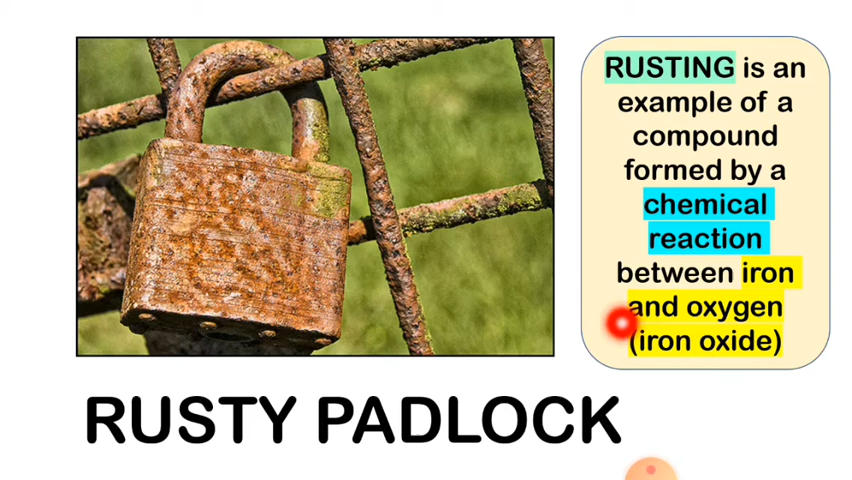 RUSTING is an
example of a
compound
formed by a
chemical
reaction
between iron
and oxygen
(iron oxide)
RUSTY PADLOCK